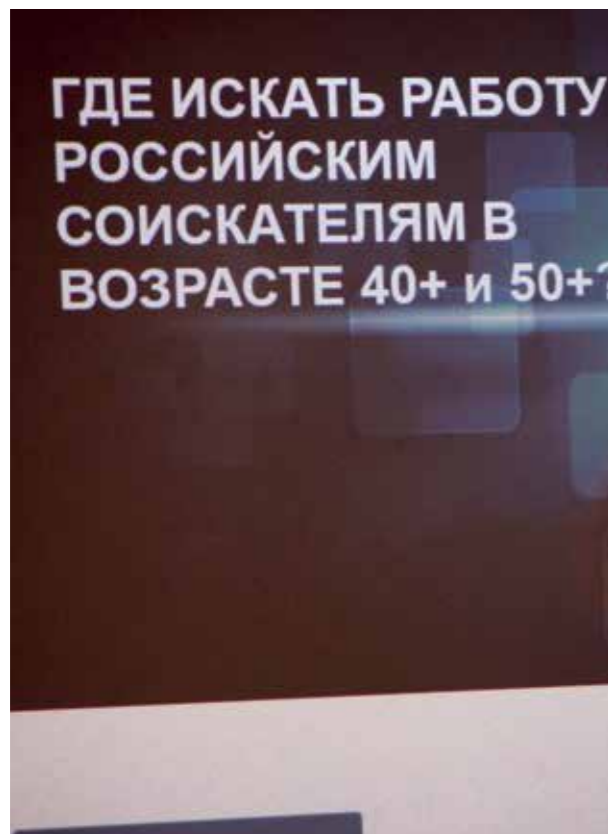 ГДЕ ИСКАТЬ РАБОТУ
РОССИЙСКИМ
СОИСКАТЕЛЯМ В
ВОЗРАСТЕ 40+ и 50+?